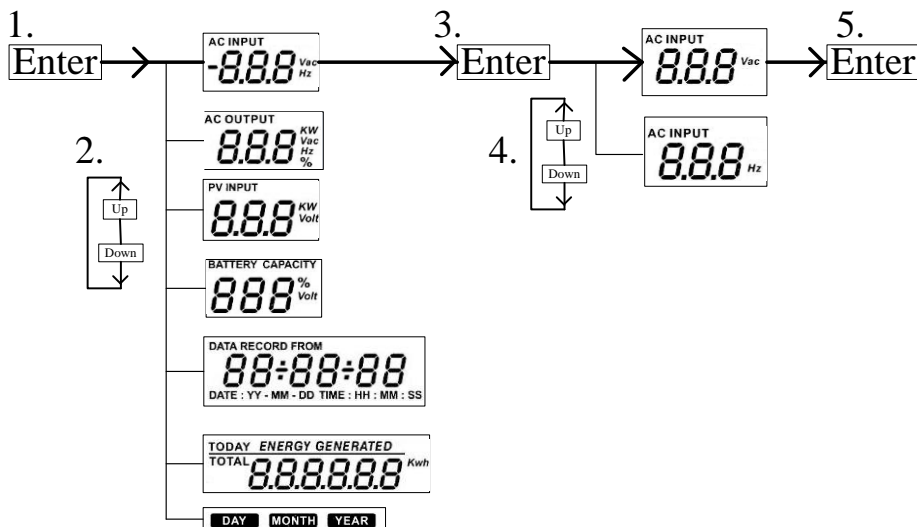 1.
Enter
AC INPUT
-8.8.8 Vac
Hz
AC OUTPUT
8.8.8 KW
Vac
Hz
%
2.
Up
Down
PV INPUT
8.8.8 KW
Volt
BATTERY CAPACITY
888 %
Volt
DATA RECORD FROM
88÷88÷88
DATE : YY - MM - DD TIME : HH : MM : SS
TODAY ENERGY GENERATED
TOTAL 8.8.8.8.8.8 Kwh
DAY MONTH YEAR
3.
Enter
4.
Up
Down
AC INPUT
8.8.8 Vac
AC INPUT
8.8.8 Hz
5.
Enter